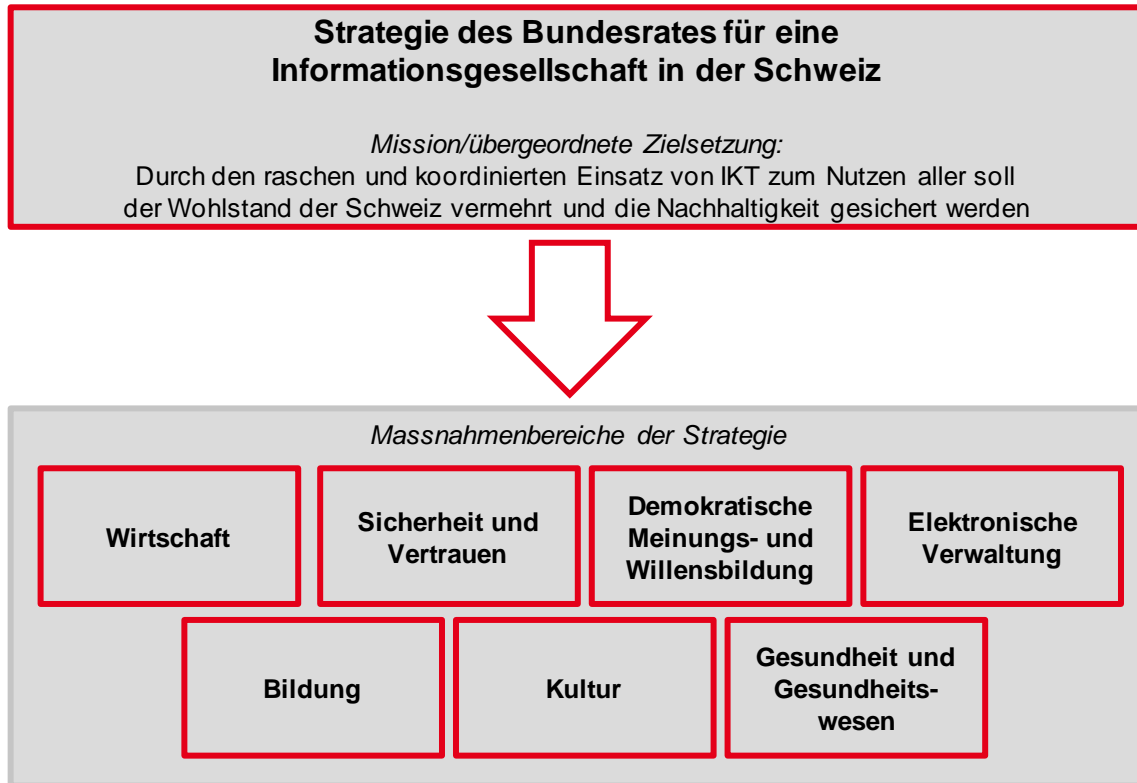 Strategie des Bundesrates für eine
Informationsgesellschaft in der Schweiz
Mission/übergeordnete Zielsetzung:
Durch den raschen und koordinierten Einsatz von IKT zum Nutzen aller soll
der Wohlstand der Schweiz vermehrt und die Nachhaltigkeit gesichert werden
Massnahmenbereiche der Strategie
Wirtschaft
Sicherheit und
Vertrauen
Demokratische
Meinungs- und
Willensbildung
Elektronische
Verwaltung
Bildung
Kultur
Gesundheit und
Gesundheits-
wesen